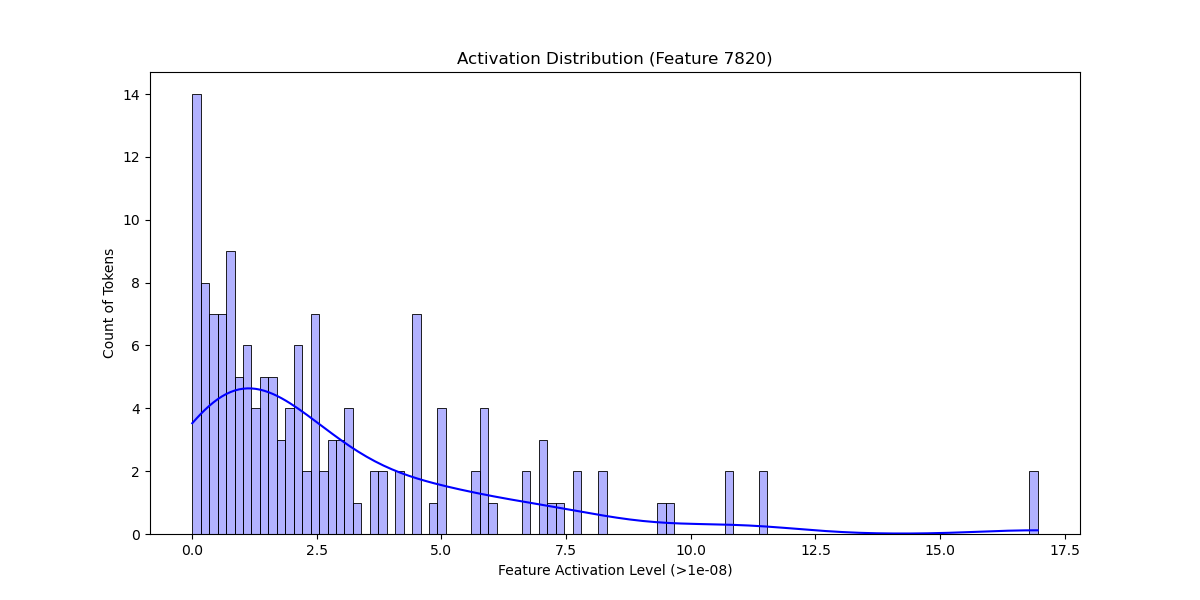 Activation Distribution (Feature 7820)
14
12
10
8
6
4
2
0
Count of Tokens
0.0 2.5 5.0 7.5 10.0 12.5 15.0 17.5
Feature Activation Level (>1e-08)